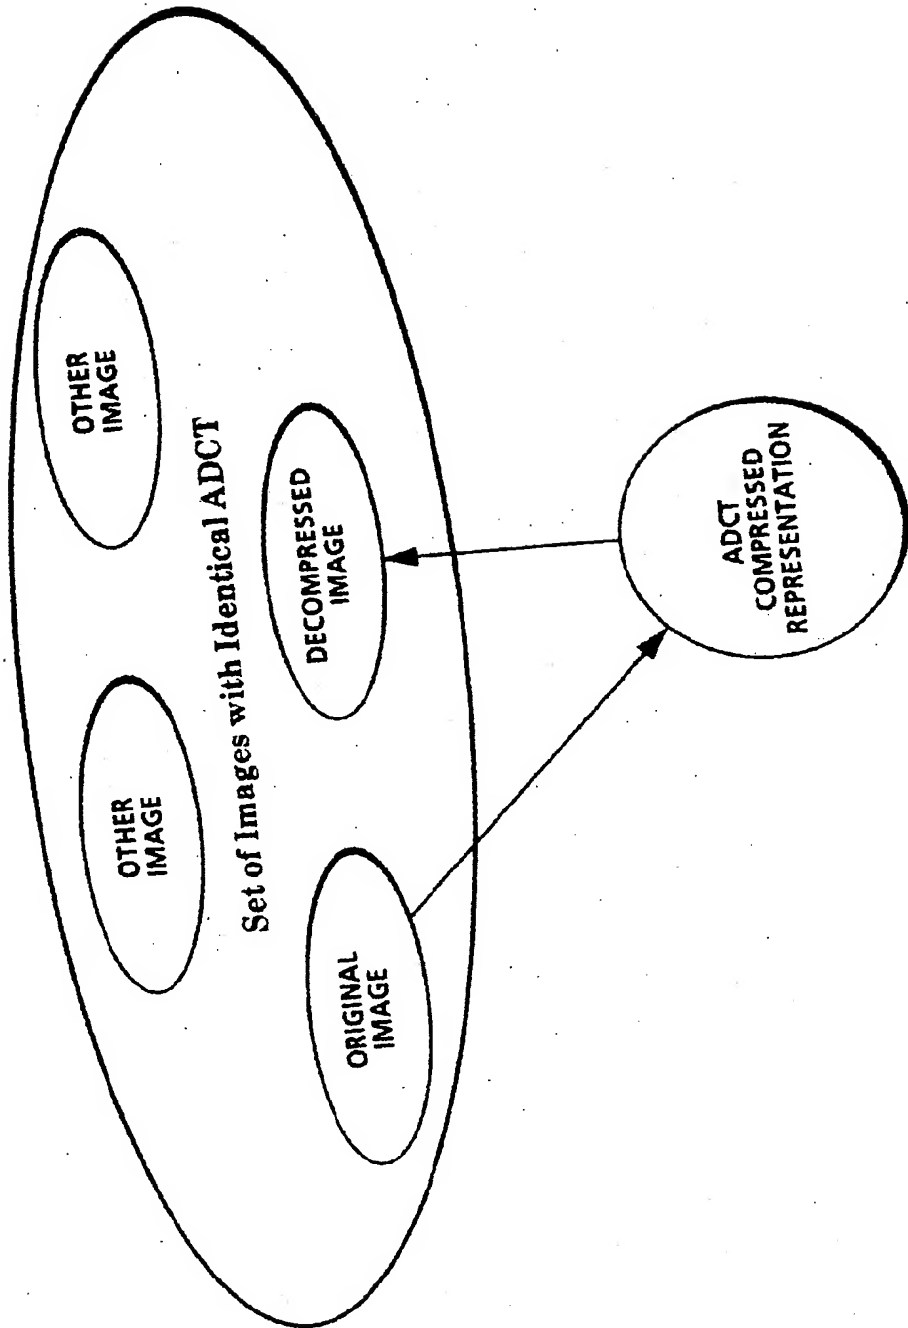 OTHER
IMAGE
OTHER
IMAGE
Set of Images with Identical ADCT
ORIGINAL
IMAGE
DECOMPRESSED
IMAGE
ADCT
COMPRESSED
REPRESENTATION